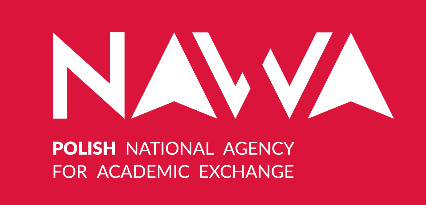 NAWA
POLISH NATIONAL AGENCY
FOR ACADEMIC EXCHANGE